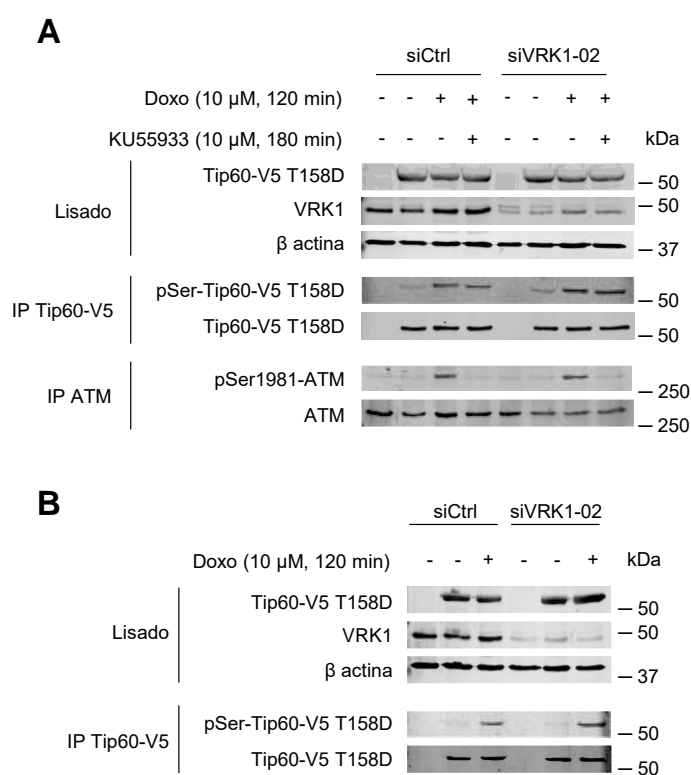 A
siCtrl siVRK1-02
Doxo (10 µM, 120 min) - - + + - - + +
KU55933 (10 µM, 180 min) - - - + - - - + kDa
Lisado
Tip60-V5 T158D — 50
VRK1 — 50
β actina — 37
IP Tip60-V5
pSer-Tip60-V5 T158D — 50
Tip60-V5 T158D — 50
IP ATM
pSer1981-ATM — 250
ATM — 250
B
siCtrl siVRK1-02
Doxo (10 µM, 120 min) - - + - - + kDa
Lisado
Tip60-V5 T158D — 50
VRK1 — 50
β actina — 37
IP Tip60-V5
pSer-Tip60-V5 T158D — 50
Tip60-V5 T158D — 50